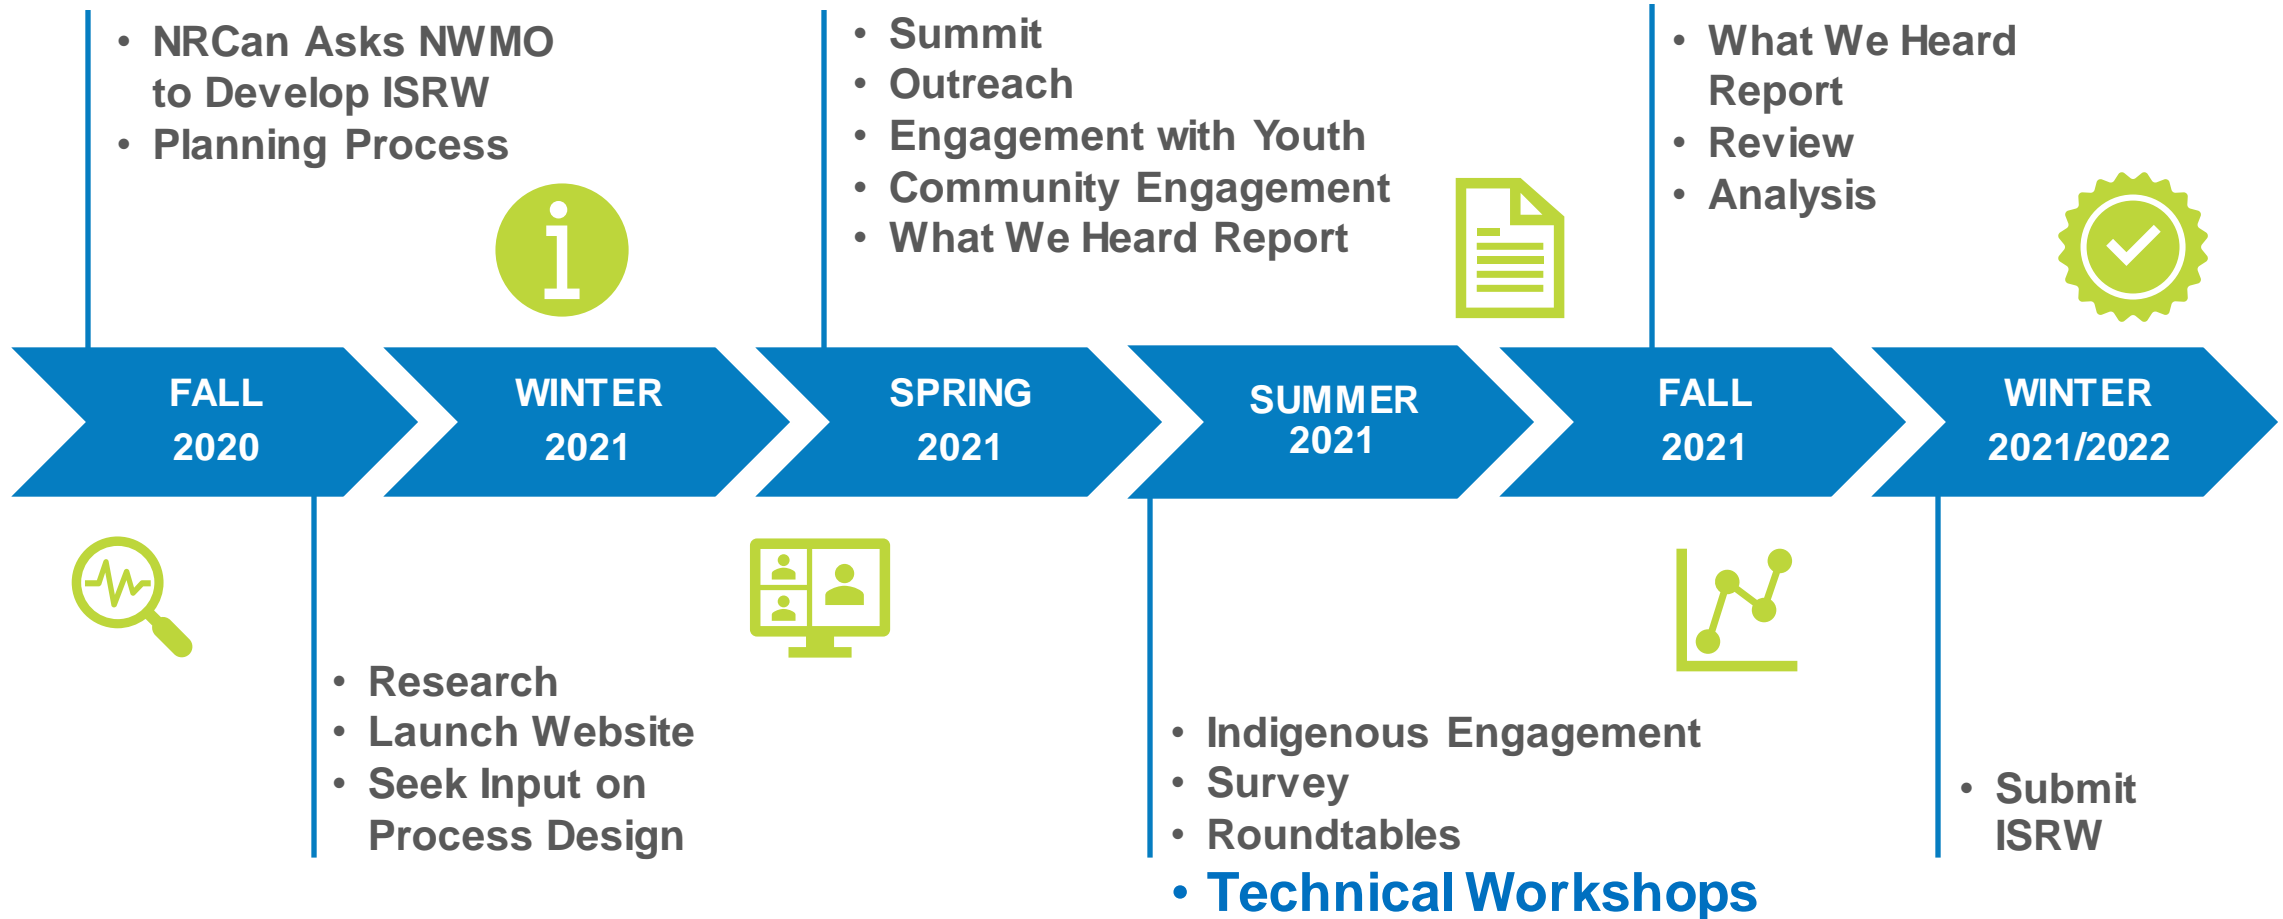 • NRCan Asks NWMO
to Develop ISRW
• Planning Process
• Summit
• Outreach
• Engagement with Youth
• Community Engagement
• What We Heard Report
• What We Heard
Report
• Review
• Analysis
FALL
2020
WINTER
2021
SPRING
2021
SUMMER
2021
FALL
2021
WINTER
2021/2022
• Research
• Launch Website
• Seek Input on
Process Design
• Indigenous Engagement
• Survey
• Roundtables
• Technical Workshops
• Submit
ISRW